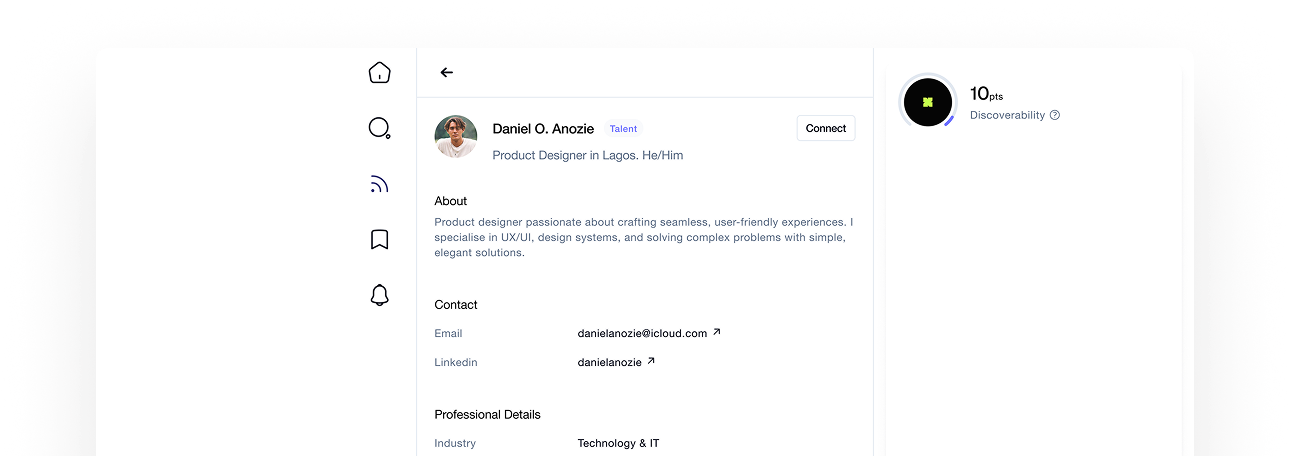 Daniel O. Anozie Talent
Connect
Product Designer in Lagos. He/Him
About
Product designer passionate about crafting seamless, user-friendly experiences. I
specialise in UX/UI, design systems, and solving complex problems with simple,
elegant solutions.
Contact
Email danielanozie@icloud.com
Linkedin danielanozie
Professional Details
Industry Technology & IT
10pts
Discoverability